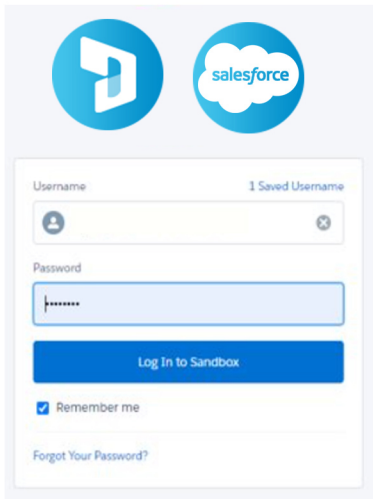 salesforce
Username
1 Saved Username
Password
Log In to Sandbox
Remember me
Forgot Your Password?